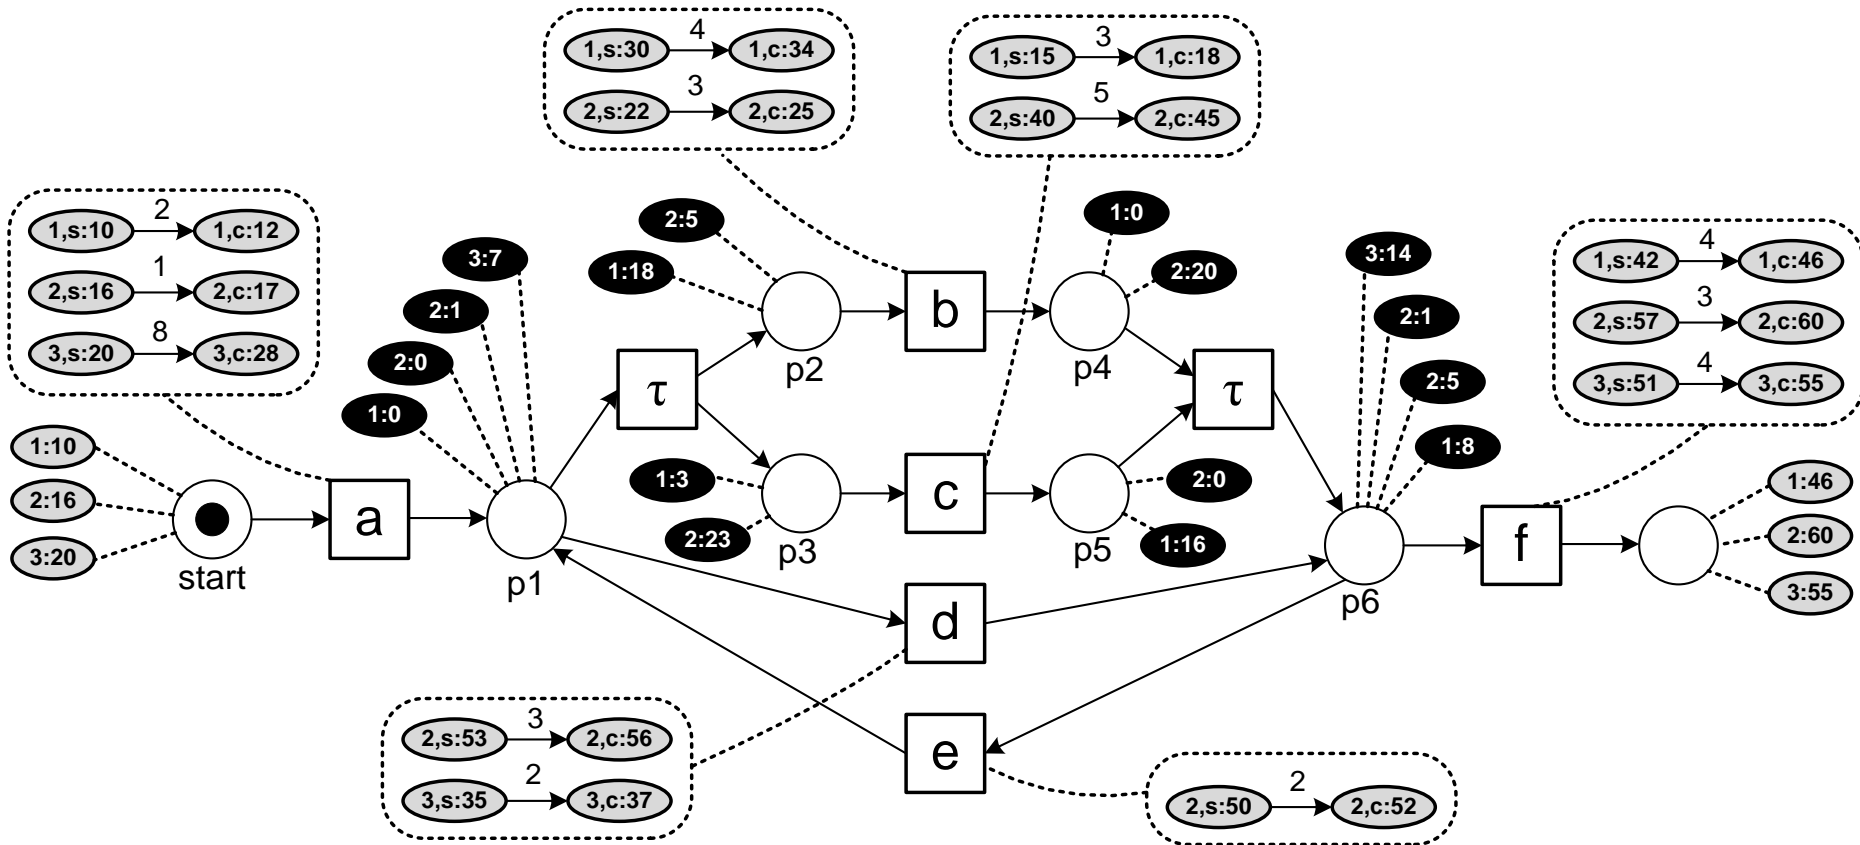 1,s:30 4 1,c:34
2,s:22 3 2,c:25
1,s:15 3 1,c:18
2,s:40 5 2,c:45
1,s:10 2 1,c:12
2,s:16 1 2,c:17
3,s:20 8 3,c:28
1:10
2:16
3:20
start
a
1:0
2:0
2:1
3:7
p1
τ
1:18
2:5
p2
1:3
2:23
p3
b
c
d
e
1:0
2:20
p4
2:0
1:16
p5
τ
3:14
2:1
2:5
1:8
p6
1,s:42 4 1,c:46
2,s:57 3 2,c:60
3,s:51 4 3,c:55
f
1:46
2:60
3:55
2,s:53 3 2,c:56
3,s:35 2 3,c:37
2,s:50 2 2,c:52